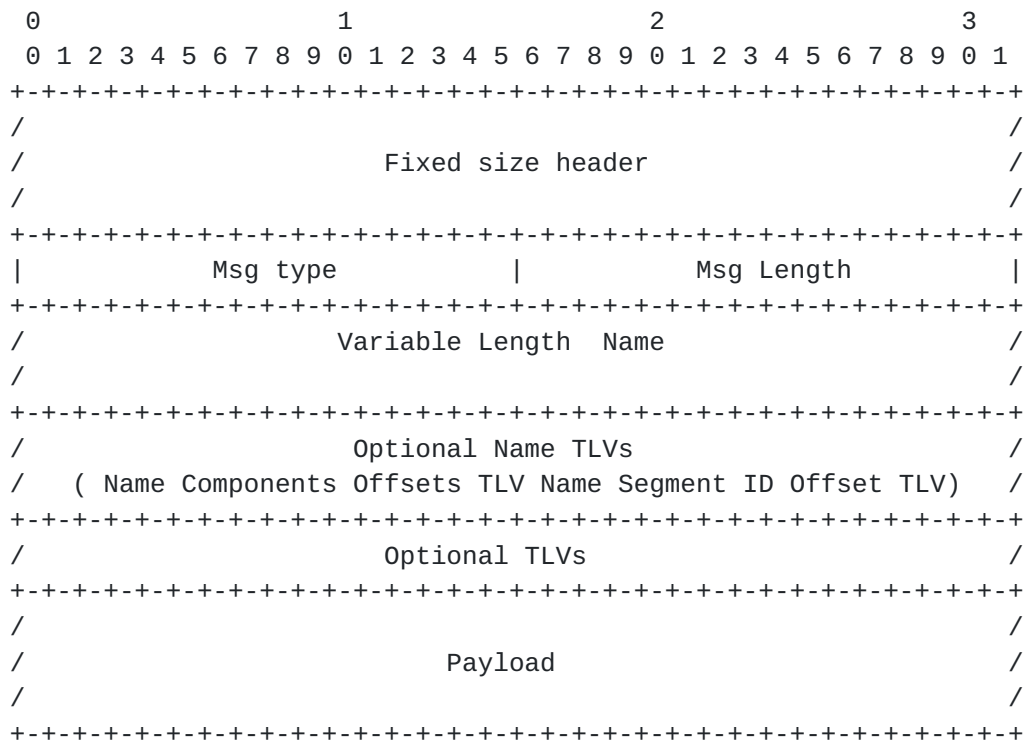 0                   1                   2                   3
 0 1 2 3 4 5 6 7 8 9 0 1 2 3 4 5 6 7 8 9 0 1 2 3 4 5 6 7 8 9 0 1
+-+-+-+-+-+-+-+-+-+-+-+-+-+-+-+-+-+-+-+-+-+-+-+-+-+-+-+-+-+-+-+-+
/                                                               /
/                       Fixed size header                       /
/                                                               /
+-+-+-+-+-+-+-+-+-+-+-+-+-+-+-+-+-+-+-+-+-+-+-+-+-+-+-+-+-+-+-+-+
|            Msg type           |           Msg Length          |
+-+-+-+-+-+-+-+-+-+-+-+-+-+-+-+-+-+-+-+-+-+-+-+-+-+-+-+-+-+-+-+-+
/                    Variable Length  Name                      /
/                                                               /
+-+-+-+-+-+-+-+-+-+-+-+-+-+-+-+-+-+-+-+-+-+-+-+-+-+-+-+-+-+-+-+-+
/                     Optional Name TLVs                        /
/   ( Name Components Offsets TLV Name Segment ID Offset TLV)   /
+-+-+-+-+-+-+-+-+-+-+-+-+-+-+-+-+-+-+-+-+-+-+-+-+-+-+-+-+-+-+-+-+
/                       Optional TLVs                           /
+-+-+-+-+-+-+-+-+-+-+-+-+-+-+-+-+-+-+-+-+-+-+-+-+-+-+-+-+-+-+-+-+
/                                                               /
/                           Payload                             /
/                                                               /
+-+-+-+-+-+-+-+-+-+-+-+-+-+-+-+-+-+-+-+-+-+-+-+-+-+-+-+-+-+-+-+-+